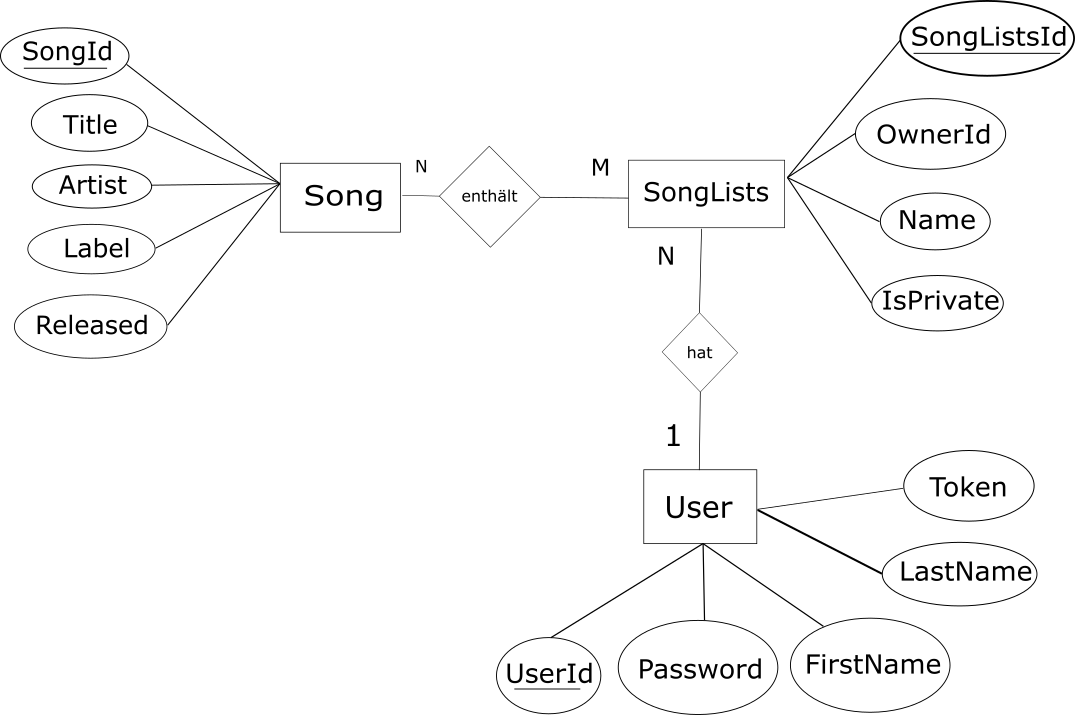 SongId
Title
Artist
Label
Released
Song
N
enthält
M
SongLists
SongListsId
OwnerId
Name
IsPrivate
N
hat
1
User
Token
LastName
UserId
Password
FirstName